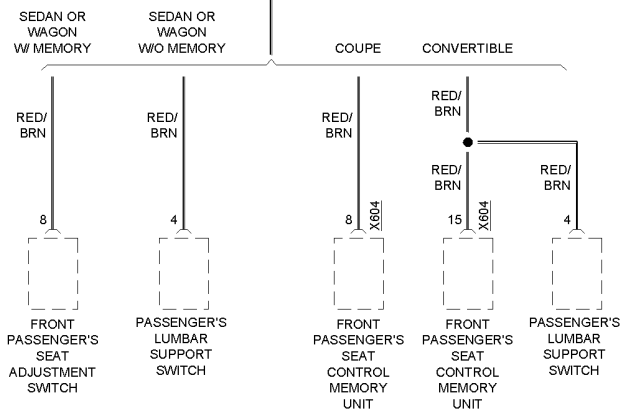 SEDAN OR
WAGON
W/ MEMORY
SEDAN OR
WAGON
W/O MEMORY
COUPE
CONVERTIBLE
RED/
BRN
RED/
BRN
RED/
BRN
RED/
BRN
RED/
BRN
RED/
BRN
8
4
8
X604
15
X604
4
FRONT
PASSENGER'S
SEAT
ADJUSTMENT
SWITCH
PASSENGER'S
LUMBAR
SUPPORT
SWITCH
FRONT
PASSENGER'S
SEAT
CONTROL
MEMORY
UNIT
FRONT
PASSENGER'S
SEAT
CONTROL
MEMORY
UNIT
PASSENGER'S
LUMBAR
SUPPORT
SWITCH